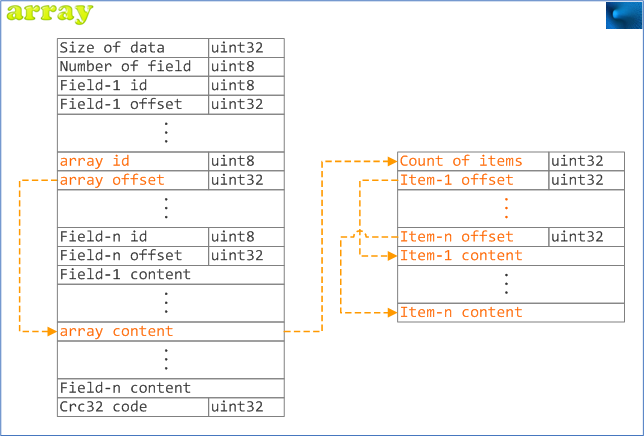 array
Size of data uint32
Number of field uint8
Field-1 id uint8
Field-1 offset uint32
array id uint8
array offset uint32
Field-n id uint8
Field-n offset uint32
Field-1 content
array content
Field-n content
Crc32 code uint32
Count of items uint32
Item-1 offset uint32
Item-n offset uint32
Item-1 content
Item-n content